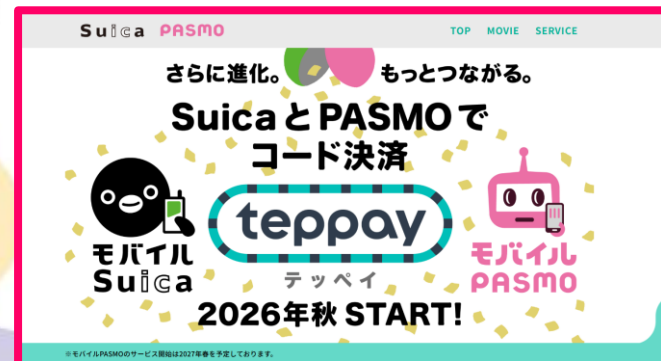 Suica PASMO
TOP MOVIE SERVICE
さらに進化。 もっとつながる。
SuicaとPASMOで
コード決済
teppay
テッペイ
モバイル
Suica
モバイル
PASMO
2026年秋 START!
※モバイルPASMOのサービス開始は2027年春を予定しております。